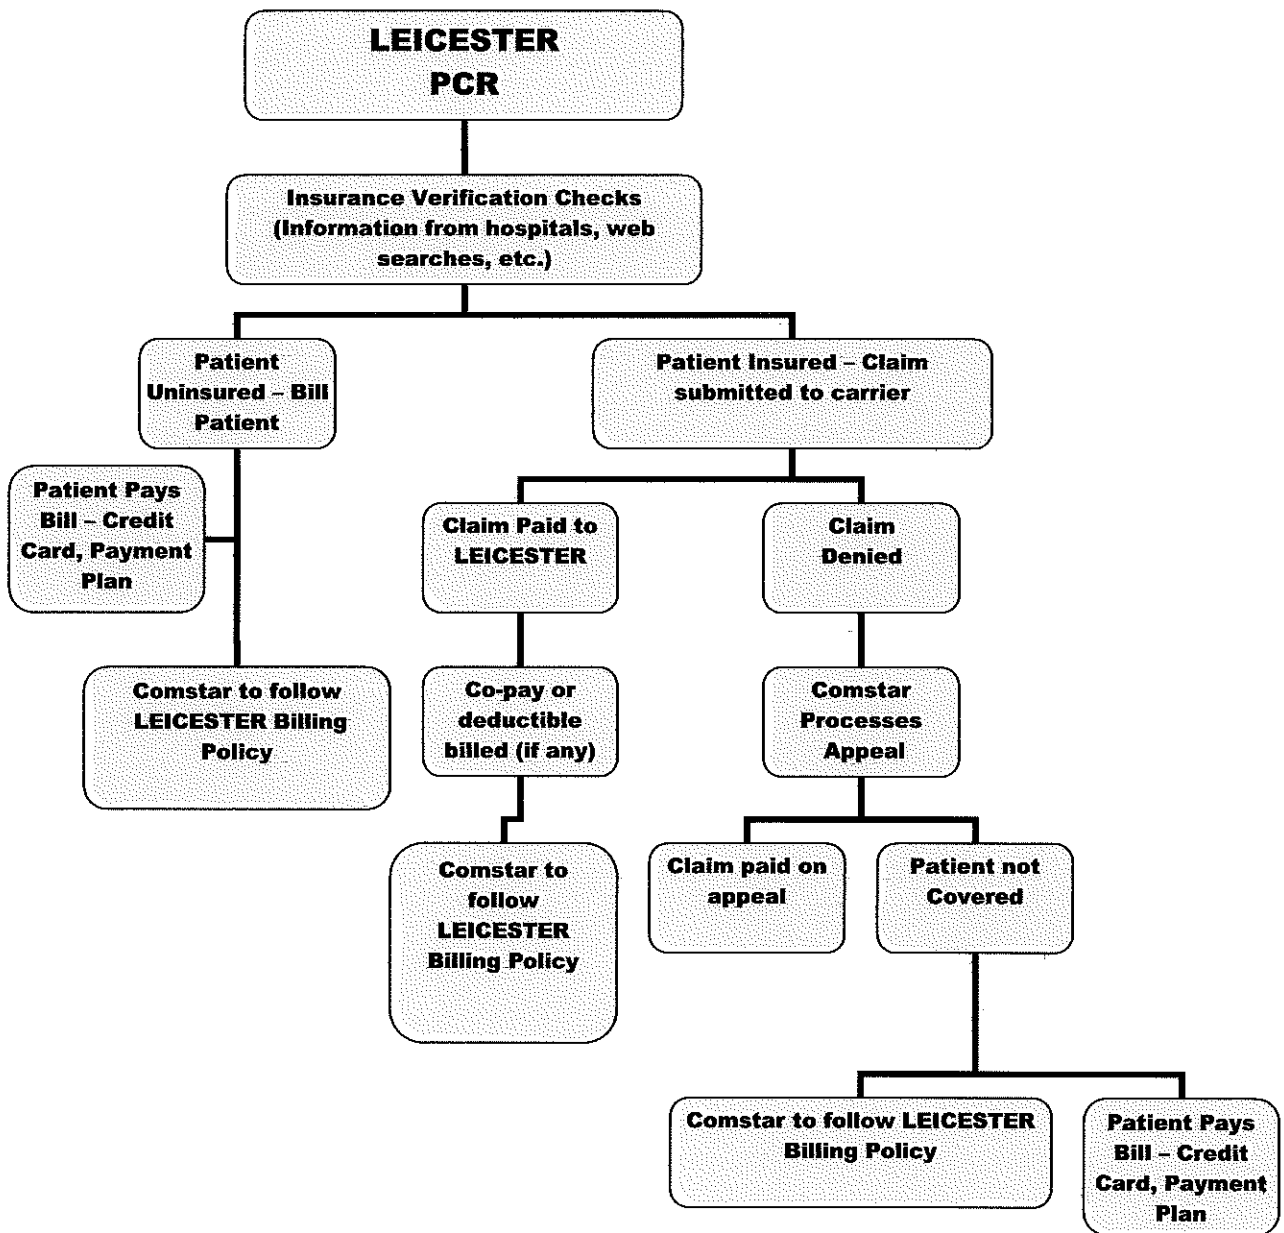 LEICESTER
PCR
Insurance Verification Checks
(Information from hospitals, web
searches, etc.)
Patient
Uninsured – Bill
Patient
Patient Insured – Claim
submitted to carrier
Patient Pays
Bill – Credit
Card, Payment
Plan
Claim Paid to
LEICESTER
Claim
Denied
Comstar to follow
LEICESTER Billing
Policy
Co-pay or
deductible
billed (if any)
Comstar
Processes
Appeal
Comstar to
follow
LEICESTER
Billing Policy
Claim paid on
appeal
Patient not
Covered
Comstar to follow LEICESTER
Billing Policy
Patient Pays
Bill – Credit
Card, Payment
Plan